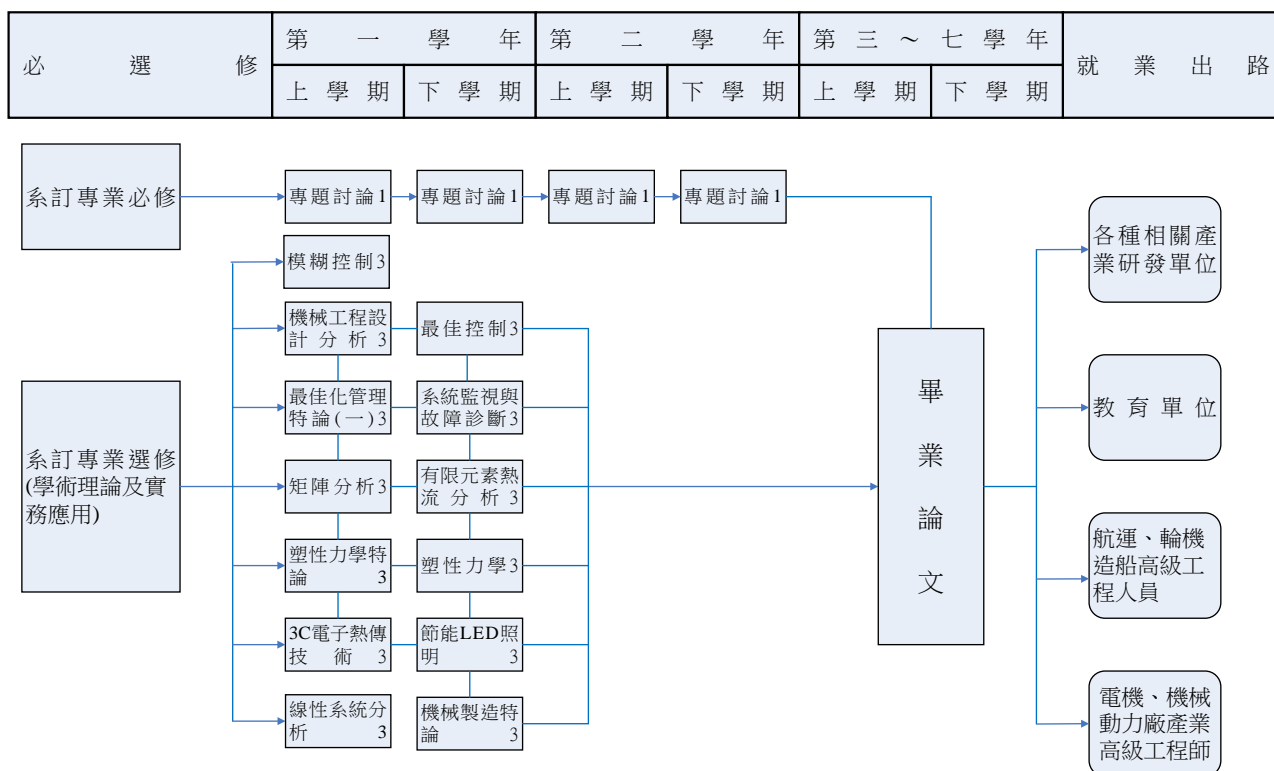 必選修
第一學年
第二學年
第三～七學年
就業出路
上學期
下學期
上學期
下學期
上學期
下學期
系訂專業必修
專題討論1
專題討論1
專題討論1
專題討論1
模糊控制3
機械工程設
計分析3
最佳控制3
最佳化管理
特論(一)3
系統監視與
故障診斷3
系訂專業選修
(學術理論及實
務應用)
矩陣分析3
有限元素熱
流分析3
塑性力學特
論3
塑性力學3
3C電子熱傳
技術3
節能LED照
明3
線性系統分
析3
機械製造特
論3
畢
業
論
文
各種相關產
業研發單位
教育單位
航運、輪機
造船高級工
程人員
電機、機械
動力廠產業
高級工程師